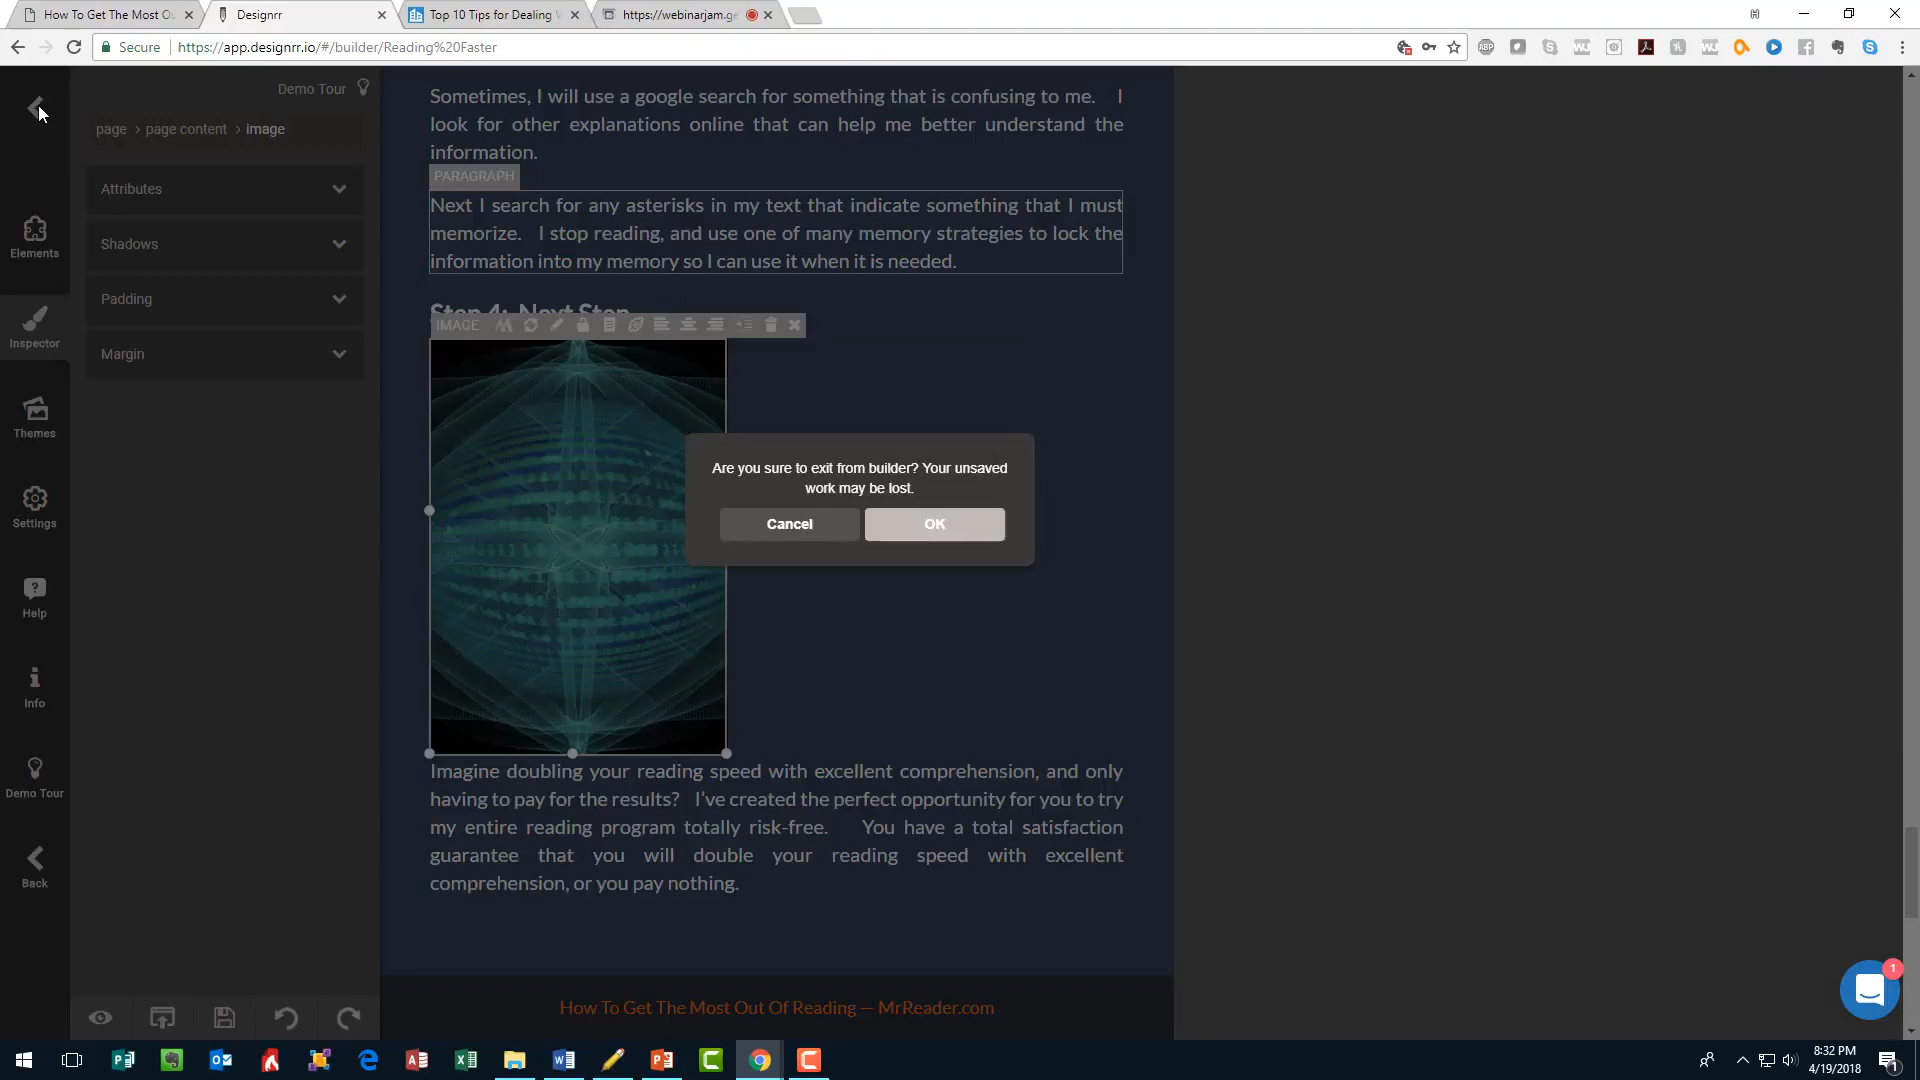 How To Get The Most Ou
Designrr
Top 10 Tips for Dealing
https://webinarjam.ge
Secure
https://app.designrr.io/#/builder/Reading%20Faster
Demo Tour
page > page content > image
Attributes
Shadows
Padding
Margin
Elements
Inspector
Themes
Settings
Help
Info
Demo Tour
Back
Sometimes, I will use a google search for something that is confusing to me. I
look for other explanations online that can help me better understand the
information.
PARAGRAPH
Next I search for any asterisks in my text that indicate something that I must
memorize. I stop reading, and use one of many memory strategies to lock the
information into my memory so I can use it when it is needed.
Step 4: Next Step
IMAGE
Are you sure to exit from builder? Your unsaved
work may be lost.
Cancel
OK
Imagine doubling your reading speed with excellent comprehension, and only
having to pay for the results? I've created the perfect opportunity for you to try
my entire reading program totally risk-free. You have a total satisfaction
guarantee that you will double your reading speed with excellent
comprehension, or you pay nothing.
How To Get The Most Out Of Reading — MrReader.com
1
8:32 PM
4/19/2018
1